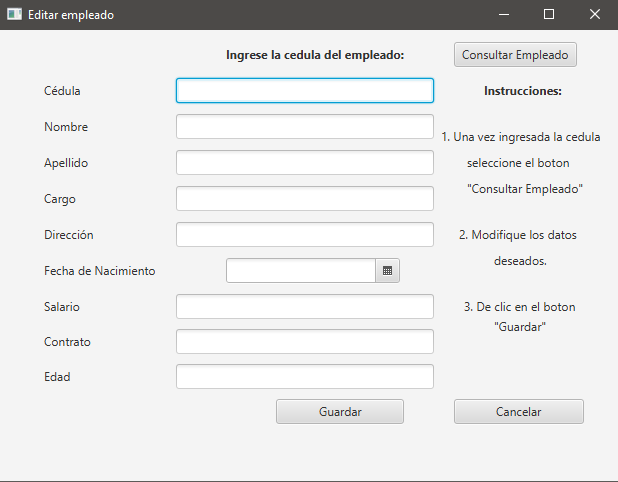 Editar empleado
Ingrese la cedula del empleado:
Consultar Empleado
Cédula
Instrucciones:
Nombre
1. Una vez ingresada la cedula
Apellido
seleccione el boton
"Consultar Empleado"
Cargo
Dirección
2. Modifique los datos
deseados.
Fecha de Nacimiento
Salario
3. De clic en el boton
"Guardar"
Contrato
Edad
Guardar
Cancelar